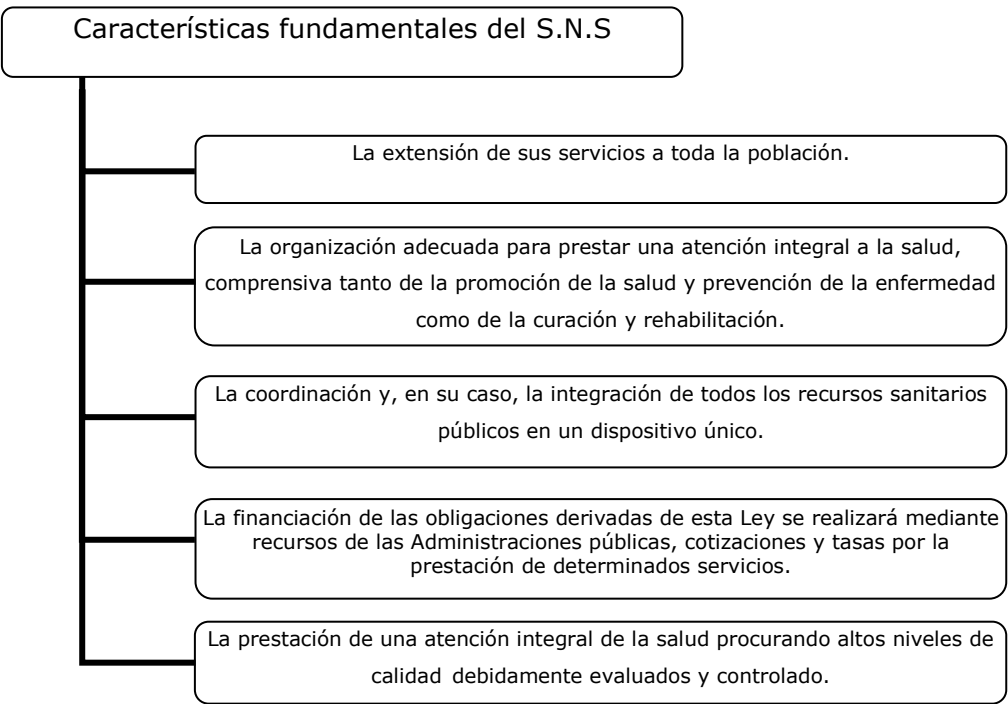 Características fundamentales del S.N.S
La extensión de sus servicios a toda la población.
La organización adecuada para prestar una atención integral a la salud,
comprensiva tanto de la promoción de la salud y prevención de la enfermedad
como de la curación y rehabilitación.
La coordinación y, en su caso, la integración de todos los recursos sanitarios
públicos en un dispositivo único.
La financiación de las obligaciones derivadas de esta Ley se realizará mediante
recursos de las Administraciones públicas, cotizaciones y tasas por la
prestación de determinados servicios.
La prestación de una atención integral de la salud procurando altos niveles de
calidad debidamente evaluados y controlado.